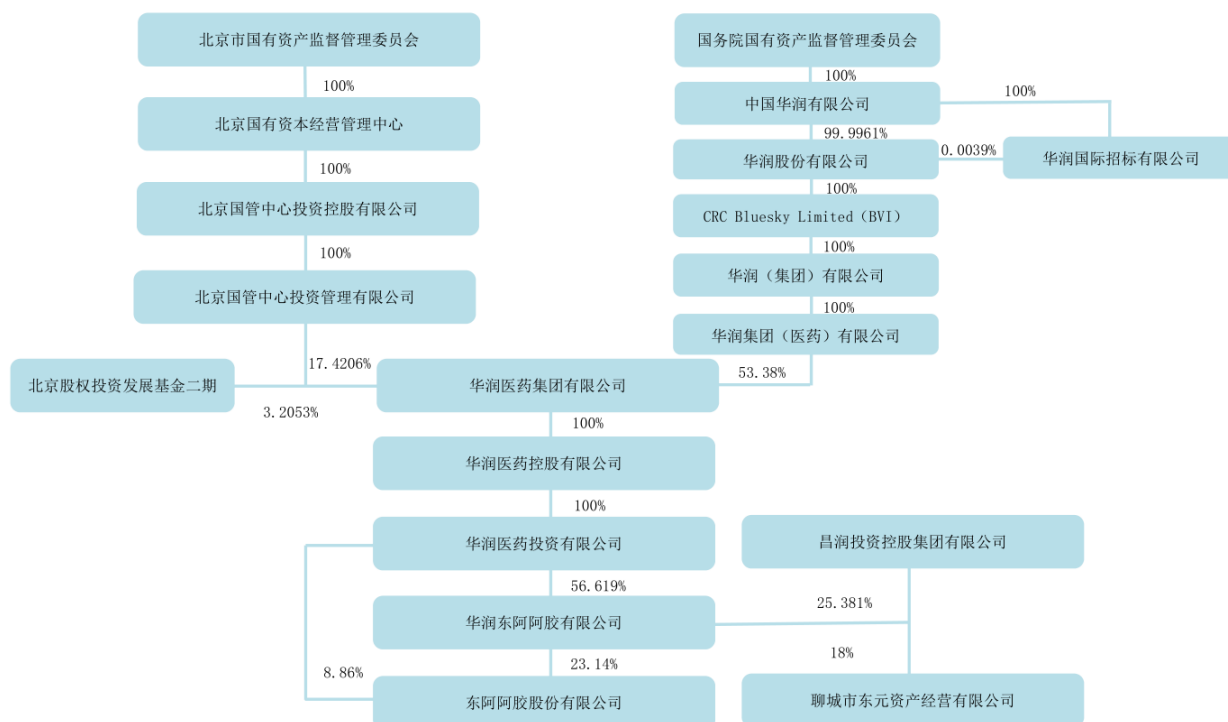 北京市国有资产监督管理委员会
国务院国有资产监督管理委员会
100%
100%
中国华润有限公司
100%
北京国有资本经营管理中心
99.9961%
华润股份有限公司
0.0039%
华润国际招标有限公司
100%
100%
北京国管中心投资控股有限公司
CRC Bluesky Limited（BVI）
100%
100%
华润（集团）有限公司
北京国管中心投资管理有限公司
100%
华润集团（医药）有限公司
17.4206%
53.38%
北京股权投资发展基金二期
华润医药集团有限公司
3.2053%
100%
华润医药控股有限公司
100%
华润医药投资有限公司
昌润投资控股集团有限公司
56.619%
25.381%
华润东阿阿胶有限公司
23.14%
18%
8.86%
东阿阿胶股份有限公司
聊城市东元资产经营有限公司